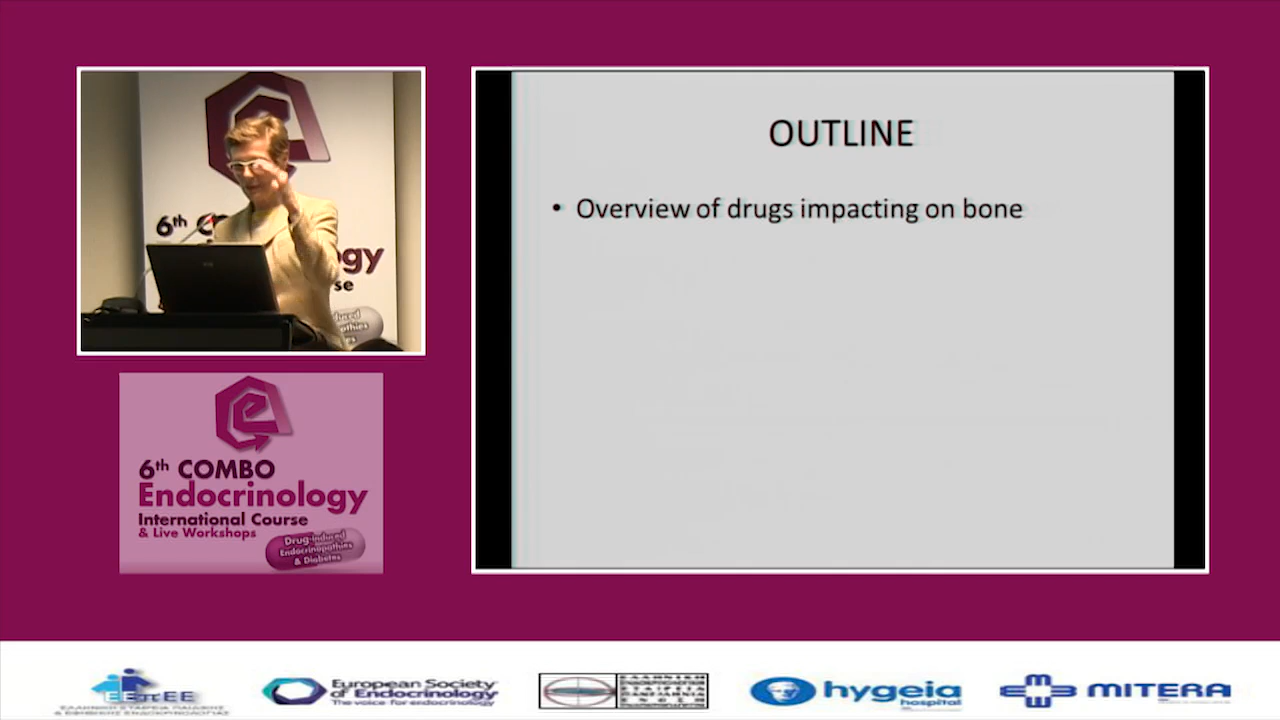 6th
ogy
se
OUTLINE
• Overview of drugs impacting on bone
6th COMBO
Endocrinology
International Course
& Live Workshops
Drug-induced
Endocrinopathies
& Diabetes
European Society
of Endocrinology
The voice for endocrinology
hygeia
hospital
MITERA